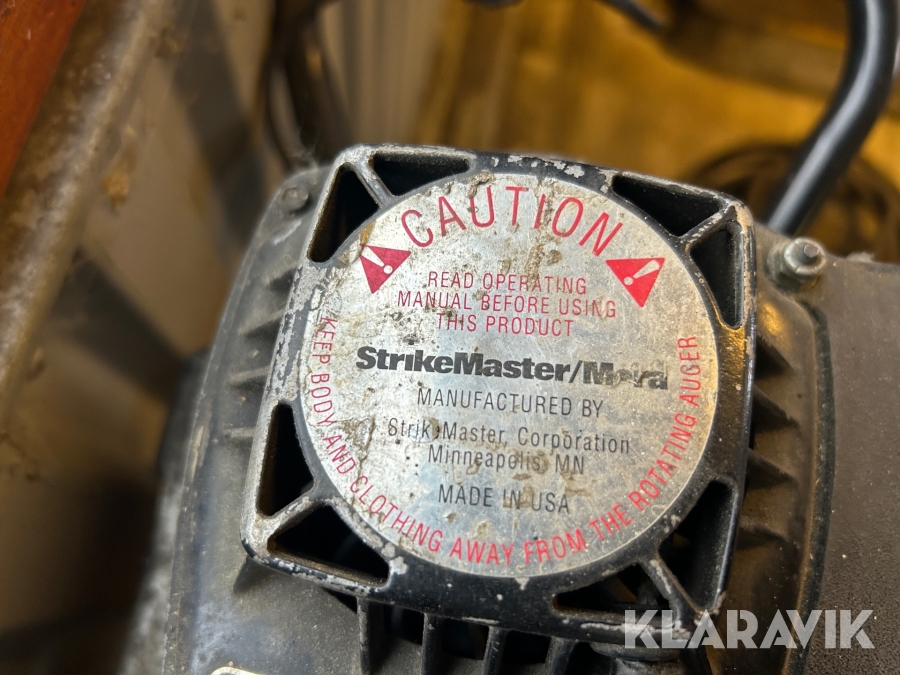 CAUTION
READ OPERATING
MANUAL BEFORE USING
THIS PRODUCT
StrikeMaster/Mora
MANUFACTURED BY
Strik Master, Corporation
Minneapolis, MN
MADE IN USA
KEEP BODY AND CLOTHING AWAY FROM THE ROTATING AUGER
KLARAVIK